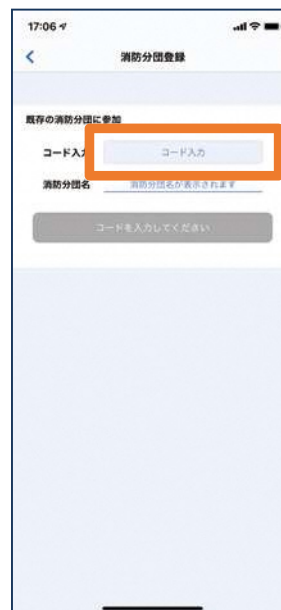 17:06
消防分団登録
既存の消防分団に参加
コード入力 コード入力
消防分団名 消防分団名が表示されます
コードを入力してください